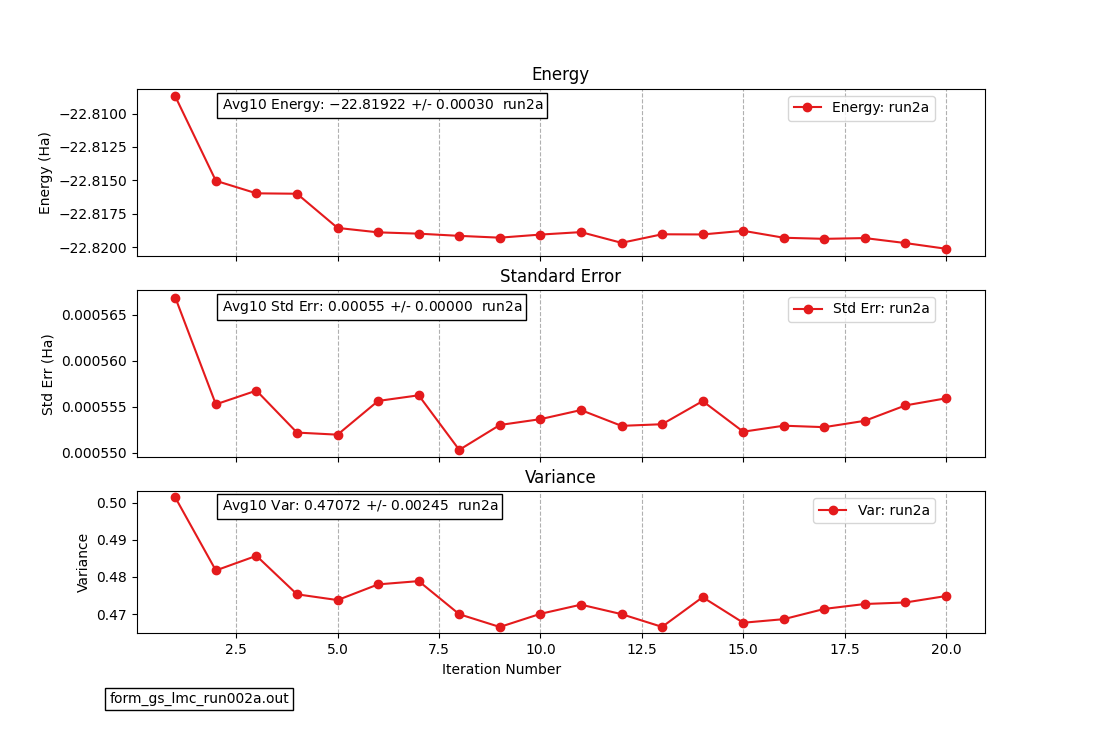 Energy
Avg10 Energy: −22.81922 +/- 0.00030  run2a
Energy: run2a
Energy (Ha)
−22.8100
−22.8125
−22.8150
−22.8175
−22.8200
Standard Error
Avg10 Std Err: 0.00055 +/- 0.00000  run2a
Std Err: run2a
Std Err (Ha)
0.000565
0.000560
0.000555
0.000550
Variance
Avg10 Var: 0.47072 +/- 0.00245  run2a
Var: run2a
Variance
0.50
0.49
0.48
0.47
2.5 5.0 7.5 10.0 12.5 15.0 17.5 20.0
Iteration Number
form_gs_lmc_run002a.out